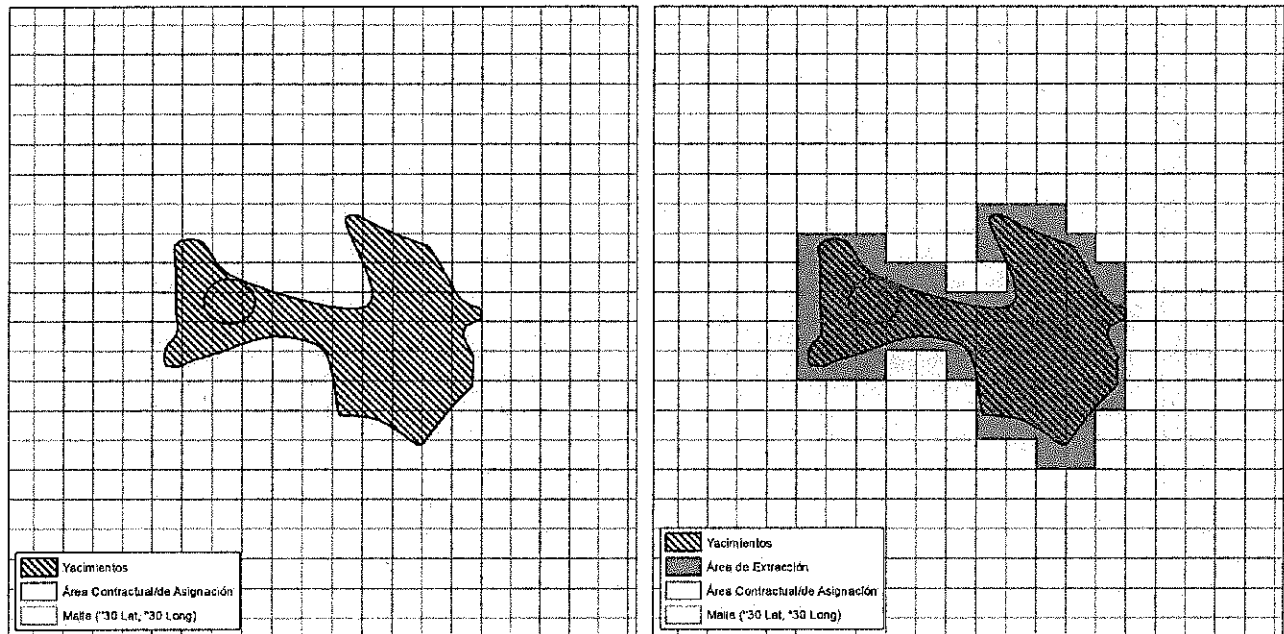 Yacimientos
Área Contractual/de Asignación
Malla ("30 Lat, "30 Long)
Yacimientos
Área de Extracción
Área Contractual/de Asignación
Malla ("30 Lat, "30 Long)